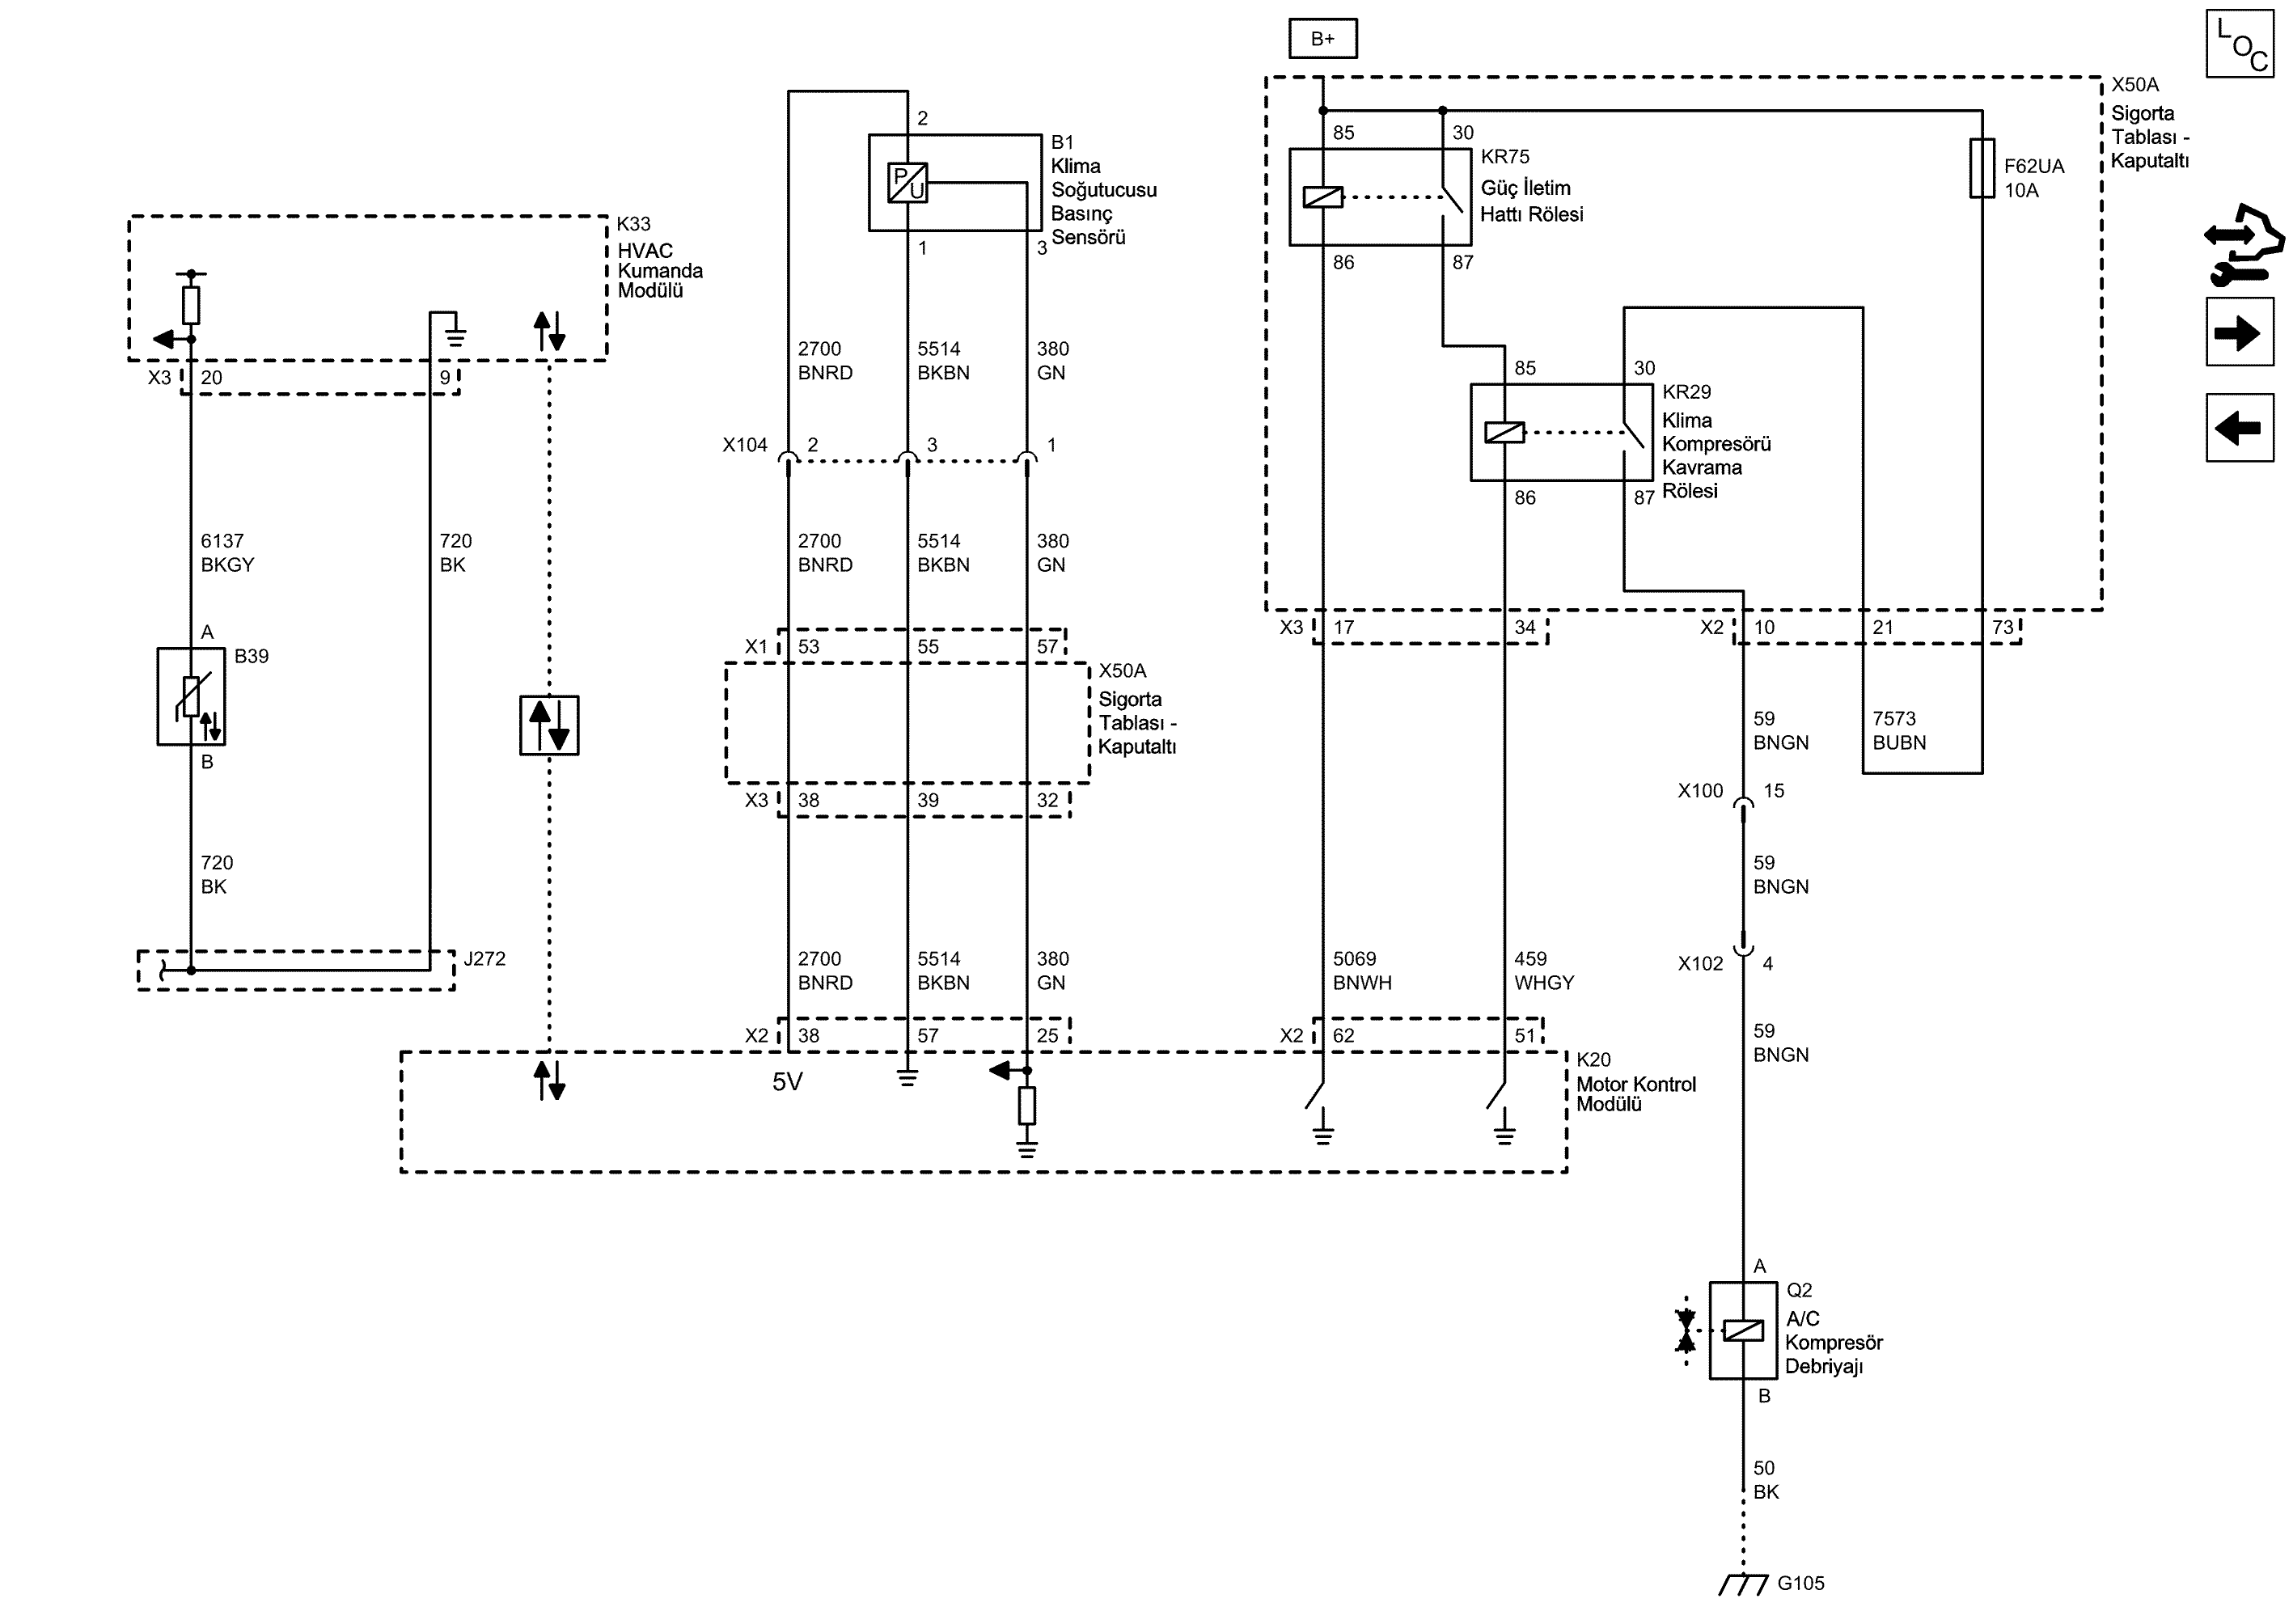 B+
L
O
C
X50A
Sigorta
Tablası -
Kaputaltı
2
B1
Klima
Soğutucusu
Basınç
Sensörü
P
U
1
3
85
30
KR75
Güç İletim
Hattı Rölesi
86
87
F62UA
10A
K33
HVAC
Kumanda
Modülü
X3
20
9
2700
BNRD
5514
BKBN
380
GN
85
30
KR29
Klima
Kompresörü
Kavrama
Rölesi
86
87
X104
2
3
1
6137
BKGY
720
BK
2700
BNRD
5514
BKBN
380
GN
X3
17
34
X2
10
21
73
A
B39
B
X1
53
55
57
X50A
Sigorta
Tablası -
Kaputaltı
X3
38
39
32
59
BNGN
7573
BUBN
X100
15
720
BK
59
BNGN
J272
2700
BNRD
5514
BKBN
380
GN
5069
BNWH
459
WHGY
X102
4
X2
38
57
25
X2
62
51
59
BNGN
5V
K20
Motor Kontrol
Modülü
A
Q2
A/C
Kompresör
Debriyajı
B
50
BK
G105